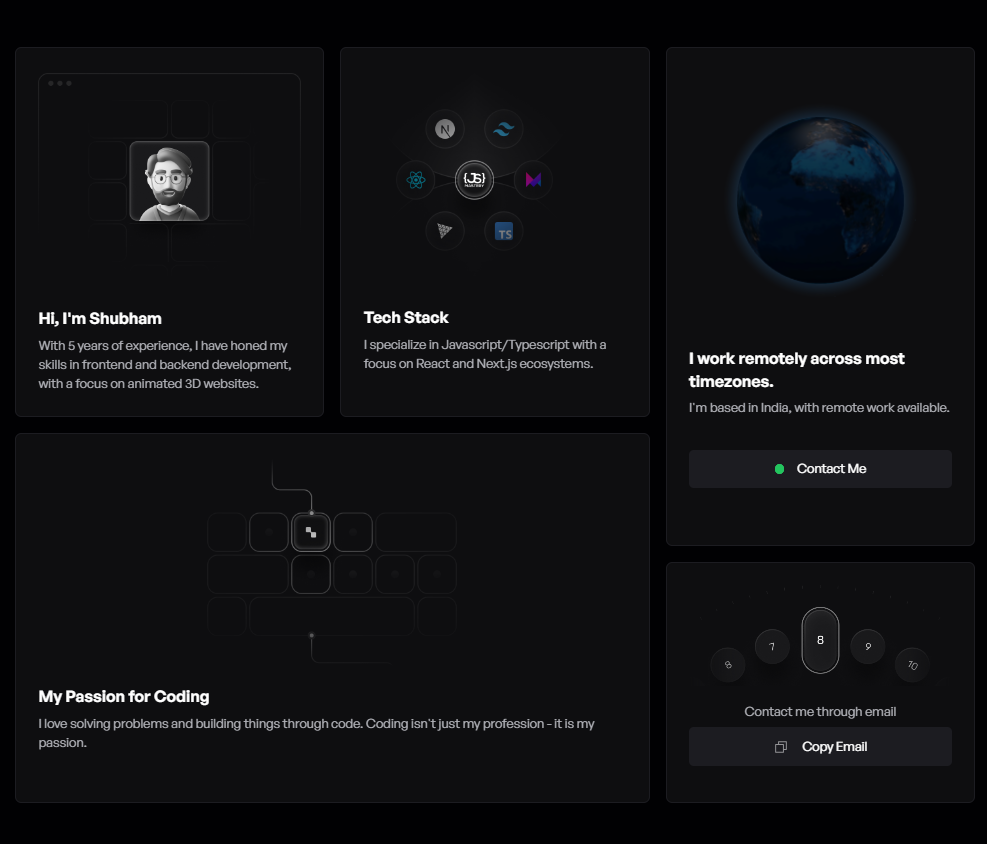 N
{JS}
MASTERY
TS
Hi, I'm Shubham
With 5 years of experience, I have honed my
skills in frontend and backend development,
with a focus on animated 3D websites.
Tech Stack
I specialize in Javascript/Typescript with a
focus on React and Next.js ecosystems.
I work remotely across most
timezones.
I'm based in India, with remote work available.
Contact Me
My Passion for Coding
I love solving problems and building things through code. Coding isn't just my profession - it is my
passion.
8
7
8
9
10
Contact me through email
Copy Email